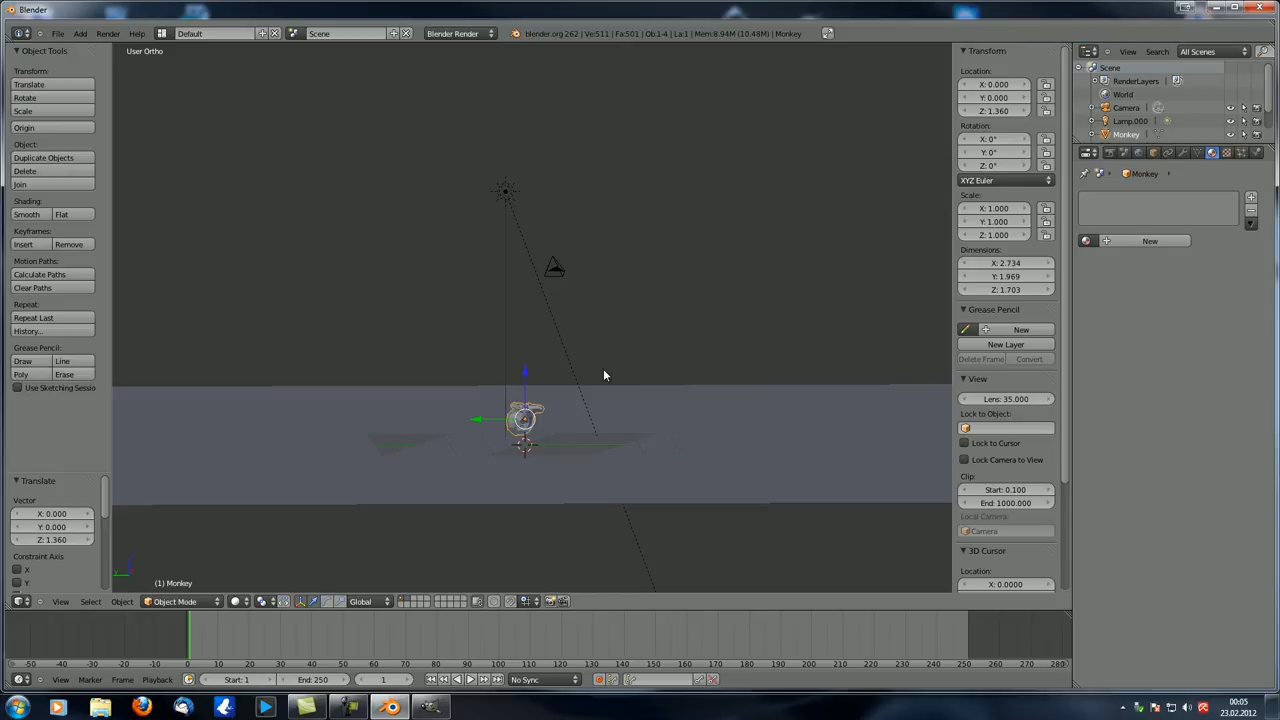 Blender
File Add Render Help Default Scene Blender Render blender.org 262 | Ve:511 | Fa:501 | Ob:1-4 | La:1 | Mem:8.94M (10.48M) | Monkey
Object Tools
Transform:
Translate
Rotate
Scale
Origin
Object:
Duplicate Objects
Delete
Join
Shading:
Smooth Flat
Keyframes:
Insert Remove
Motion Paths:
Calculate Paths
Clear Paths
Repeat:
Repeat Last
History...
Grease Pencil:
Draw Line
Poly Erase
Use Sketching Sessio
Translate
Vector
X: 0.000
Y: 0.000
Z: 1.360
Constraint Axis
X
Y
User Ortho
(1) Monkey
Transform
Location:
X: 0.000
Y: 0.000
Z: 1.360
Rotation:
X: 0°
Y: 0°
Z: 0°
XYZ Euler
Scale:
X: 1.000
Y: 1.000
Z: 1.000
Dimensions:
X: 2.734
Y: 1.969
Z: 1.703
Grease Pencil
New
New Layer
Delete Frame Convert
View
Lens: 35.000
Lock to Object:
Lock to Cursor
Lock Camera to View
Clip:
Start: 0.100
End: 1000.000
Local Camera:
Camera
3D Cursor
Location:
X: 0.0000
View Search All Scenes
Scene
RenderLayers
World
Camera
Lamp.000
Monkey
Monkey
New
View Select Object Object Mode Global
-50 -40 -30 -20 -10 0 10 20 30 40 50 60 70 80 90 100 110 120 130 140 150 160 170 180 190 200 210 220 230 240 250 260 270 280
View Marker Frame Playback Start: 1 End: 250 1 No Sync
00:05
23.02.2012